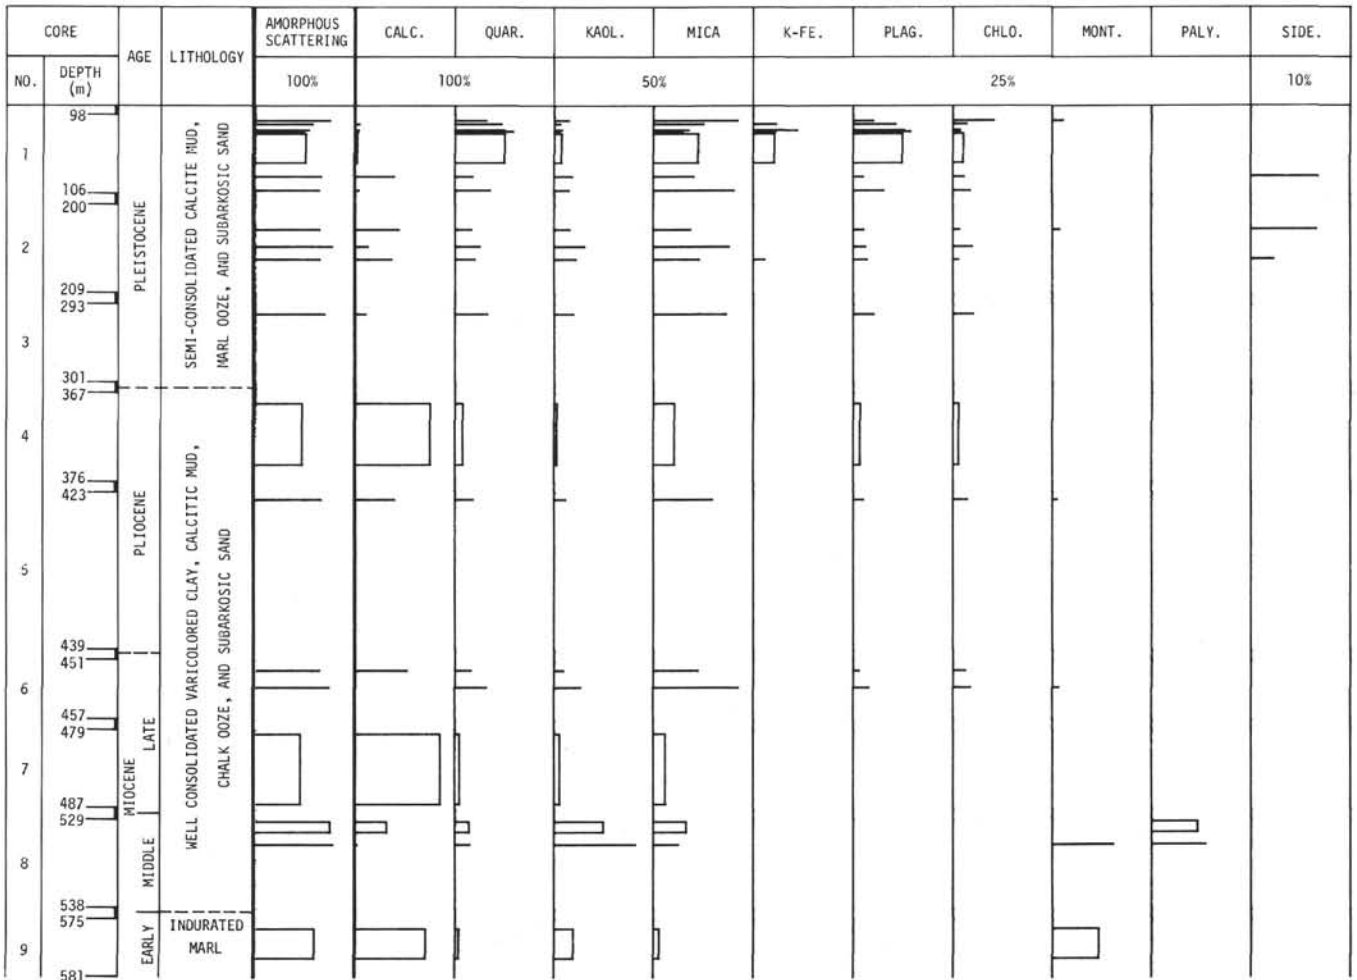 CORE
AGE
LITHOLOGY
AMORPHOUS
SCATTERING
CALC.
QUAR.
KAOL.
MICA
K-FE.
PLAG.
CHLO.
MONT.
PALY.
SIDE.
NO.
DEPTH
(m)
100%
100%
50%
25%
10%
98
1
106
200
2
209
293
3
301
367
4
376
423
5
439
451
6
457
479
7
487
529
8
538
575
9
581
PLEISTOCENE
PLIOCENE
MIOCENE
LATE
MIDDLE
EARLY
SEMI-CONSOLIDATED CALCITE MUD,
MARL OOZE, AND SUBARKOSIC SAND
WELL CONSOLIDATED VARICOLORED CLAY, CALCITIC MUD,
CHALK OOZE, AND SUBARKOSIC SAND
INDURATED
MARL